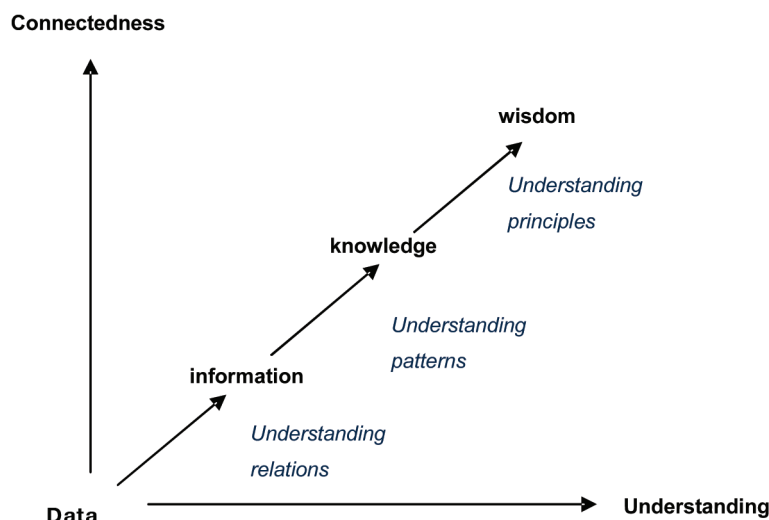 Connectedness
wisdom
Understanding
principles
knowledge
Understanding
patterns
information
Understanding
relations
Data
Understanding